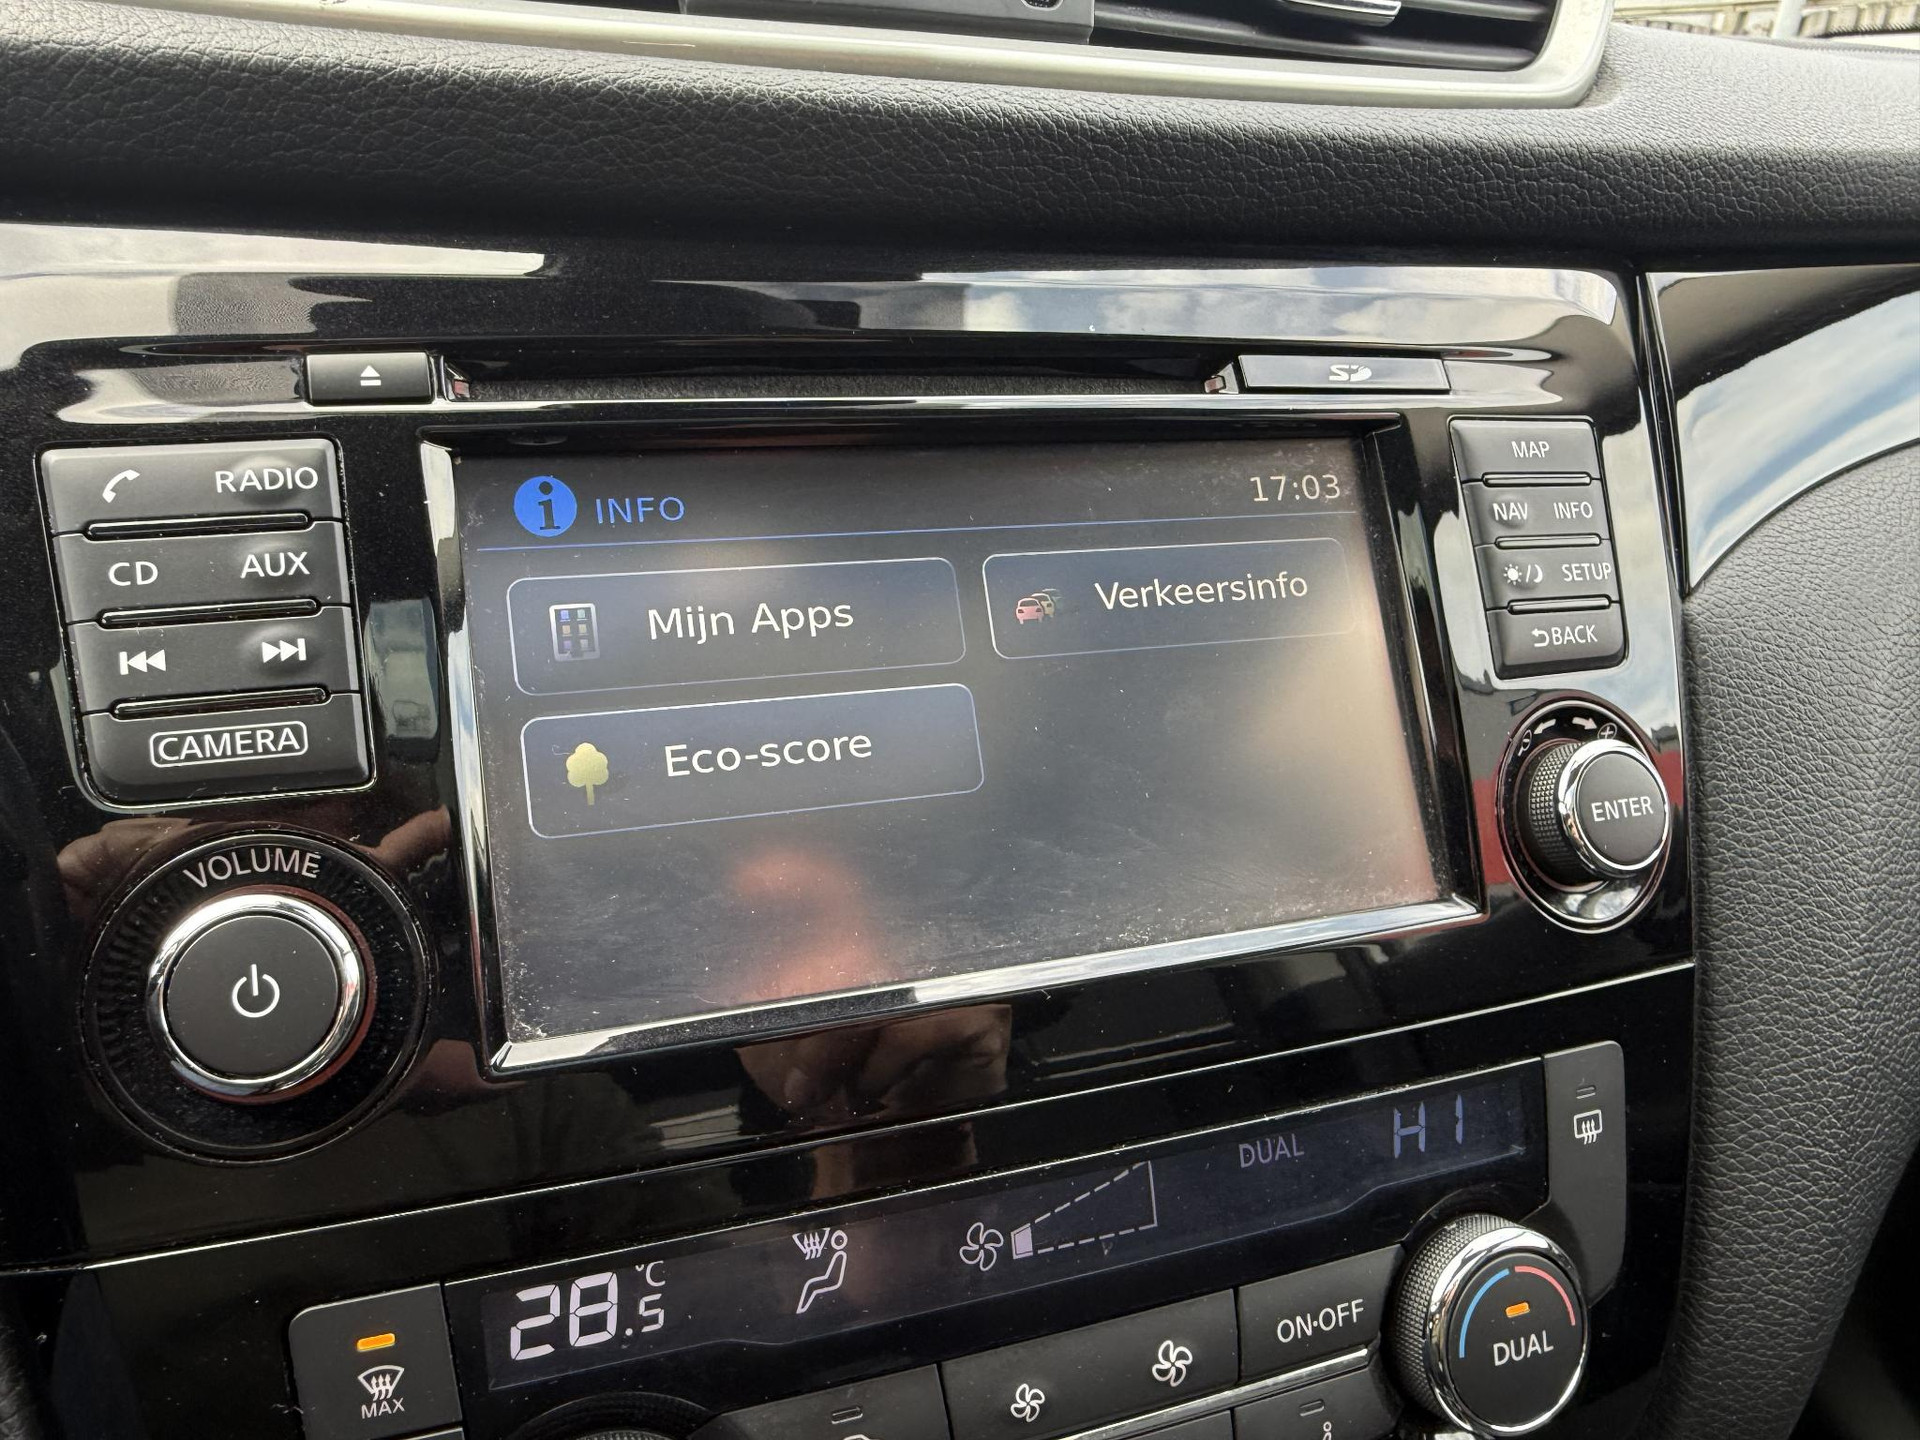 SD
RADIO
CD AUX
CAMERA
VOLUME
INFO
17:03
Mijn Apps
Verkeersinfo
Eco-score
MAP
NAV INFO
SETUP
BACK
ENTER
28.5 °C
DUAL
HI
MAX
ON•OFF
DUAL